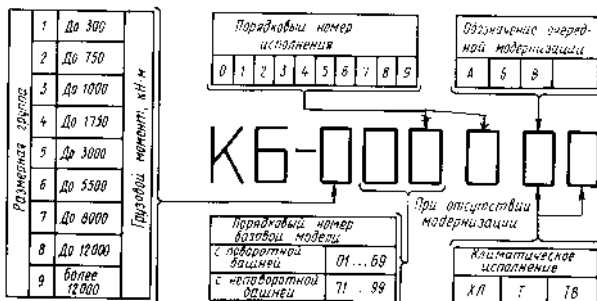 Размерная группа
1 До 300
2 До 750
3 До 1000
4 До 1750
5 До 3000
6 До 5500
7 До 8000
8 До 12000
9 более
12000
Грузовой момент, кН·м
Порядковый номер
исполнения
0 1 2 3 4 5 6 7 8 9
Обозначение очеред-
ной модернизации
А Б В
КБ-
При отсутствии
модернизации
Порядковый номер
базовой модели
с поворотной
башней 01...69
с неповоротной
башней 71...99
Климатическое
исполнение
ХЛ Т ТВ